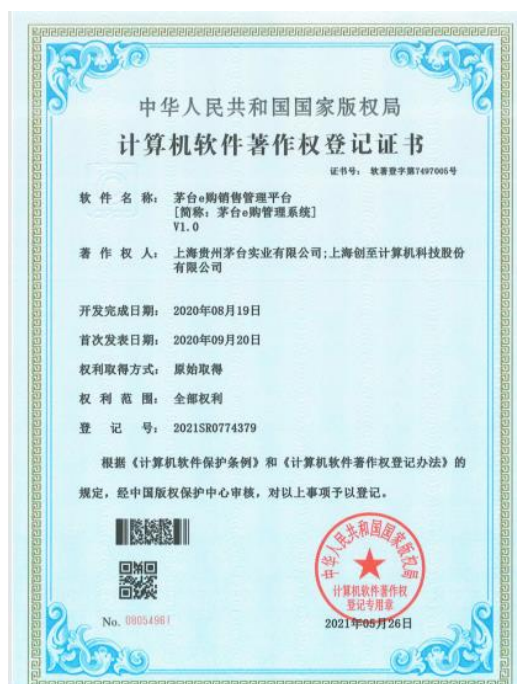 中华人民共和国国家版权局
计算机软件著作权登记证书
证书号： 软著登字第7497005号
软 件 名 称： 茅台e购销售管理平台
[简称：茅台e购管理系统]
V1.0
著 作 权 人： 上海贵州茅台实业有限公司;上海创至计算机科技股份
有限公司
开发完成日期： 2020年08月19日
首次发表日期： 2020年09月20日
权利取得方式： 原始取得
权 利 范 围： 全部权利
登 记 号： 2021SR0774379
根据《计算机软件保护条例》和《计算机软件著作权登记办法》的
规定，经中国版权保护中心审核，对以上事项予以登记。
中华人民共和国国家版权局
计算机软件著作权
登记专用章
No. 08054961
2021年05月26日